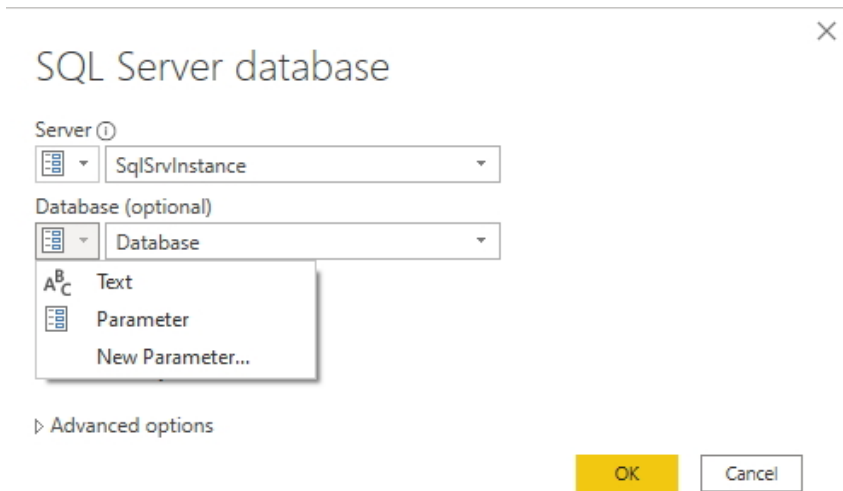 SQL Server database
Server
SqlSrvInstance
Database (optional)
Database
Text
Parameter
New Parameter...
Advanced options
OK Cancel